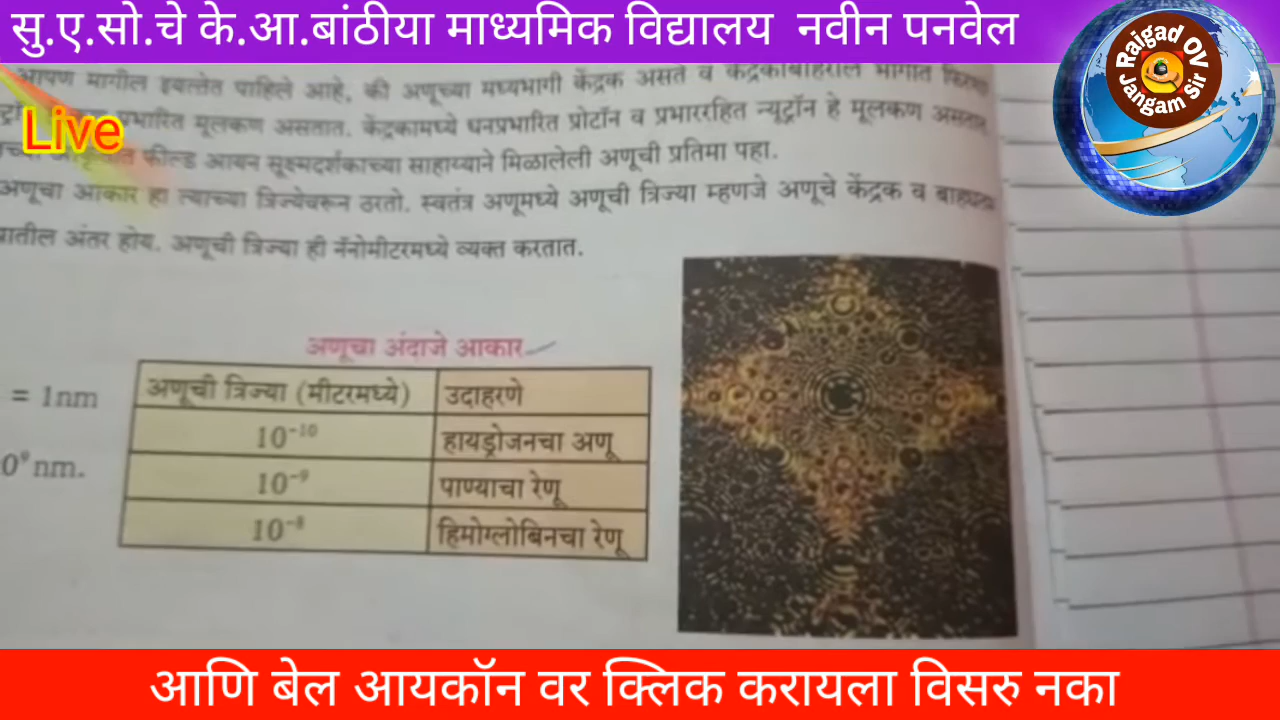 सु.ए.सो.चे के.आ.बांठीया माध्यमिक विद्यालय नवीन पनवेल
Raigad OV
Jangam Sir
Live
आपण मागील इयत्तेत पाहिले आहे, की अणूच्या मध्यभागी केंद्रक असते व केंद्रकाबाहेरील भागात
प्रभारित मूलकण असतात. केंद्रकामध्ये धनप्रभारित प्रोटॉन व प्रभाररहित न्यूट्रॉन हे मूलकण असतात
फील्ड आयन सूक्ष्मदर्शकाच्या साहाय्याने मिळालेली अणूची प्रतिमा पहा.
अणूचा आकार हा त्याच्या त्रिज्येवरून ठरतो. स्वतंत्र अणूमध्ये अणूची त्रिज्या म्हणजे अणूचे केंद्रक व
अंतर होय. अणूची त्रिज्या ही नॅनोमीटरमध्ये व्यक्त करतात.
अणूचा अंदाजे आकार
= 1nm
अणूची त्रिज्या (मीटरमध्ये) उदाहरणे
10⁻¹⁰ हायड्रोजनचा अणू
0⁹ nm.
10⁻⁹ पाण्याचा रेणू
10⁻⁸ हिमोग्लोबिनचा रेणू
आणि बेल आयकॉन वर क्लिक करायला विसरु नका